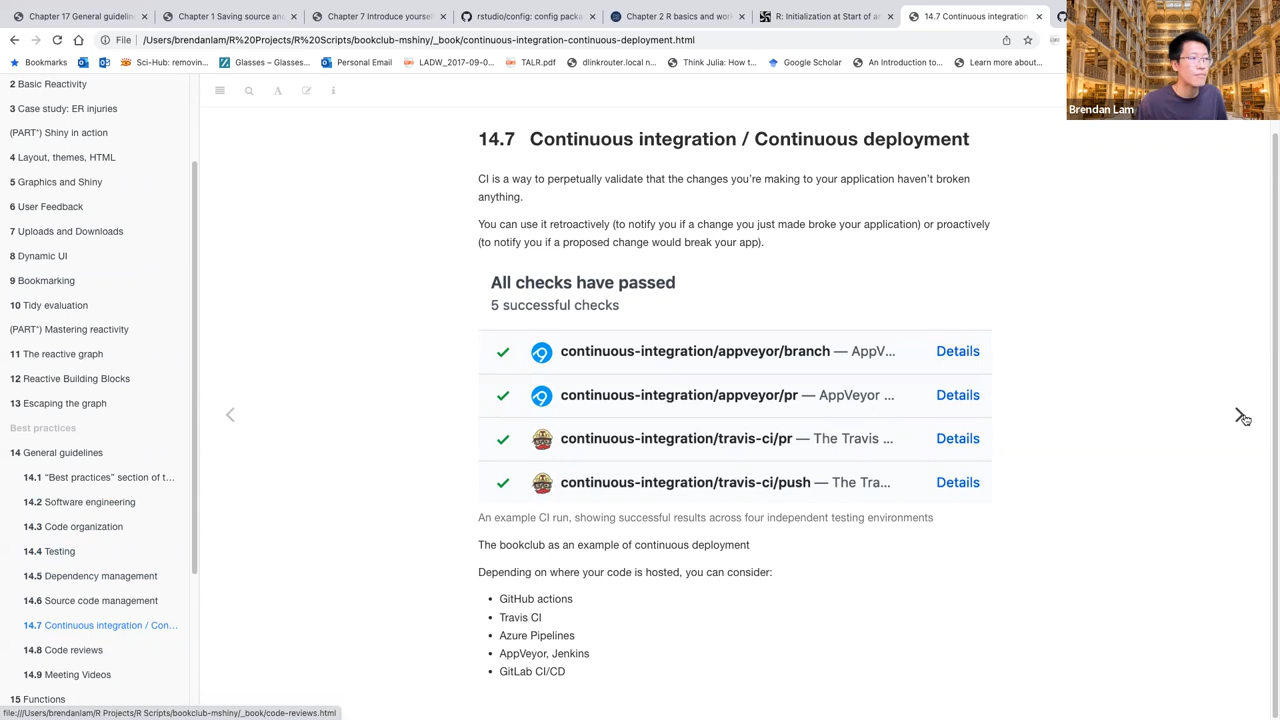 Chapter 17 General guidelin
Chapter 1 Saving source an
Chapter 7 Introduce yourse
rstudio/config: config packa
Chapter 2 R basics and wor
R: Initialization at Start of a
14.7 Continuous integration
File
/Users/brendanlam/R%20Projects/R%20Scripts/bookclub-mshiny/_book/continuous-integration-continuous-deployment.html
Bookmarks
Sci-Hub: removin...
Glasses – Glasses...
Personal Email
LADW_2017-09-0...
TALR.pdf
dlinkrouter.local n...
Think Julia: How t...
Google Scholar
An Introduction to...
Learn more about...
Brendan Lam
2 Basic Reactivity
3 Case study: ER injuries
(PART*) Shiny in action
4 Layout, themes, HTML
5 Graphics and Shiny
6 User Feedback
7 Uploads and Downloads
8 Dynamic UI
9 Bookmarking
10 Tidy evaluation
(PART*) Mastering reactivity
11 The reactive graph
12 Reactive Building Blocks
13 Escaping the graph
Best practices
14 General guidelines
14.1 “Best practices” section of t...
14.2 Software engineering
14.3 Code organization
14.4 Testing
14.5 Dependency management
14.6 Source code management
14.7 Continuous integration / Con...
14.8 Code reviews
14.9 Meeting Videos
15 Functions
file:///Users/brendanlam/R Projects/R Scripts/bookclub-mshiny/_book/code-reviews.html
14.7 Continuous integration / Continuous deployment
CI is a way to perpetually validate that the changes you’re making to your application haven’t broken
anything.
You can use it retroactively (to notify you if a change you just made broke your application) or proactively
(to notify you if a proposed change would break your app).
All checks have passed
5 successful checks
continuous-integration/appveyor/branch — AppV... Details
continuous-integration/appveyor/pr — AppVeyor ... Details
continuous-integration/travis-ci/pr — The Travis ... Details
continuous-integration/travis-ci/push — The Tra... Details
An example CI run, showing successful results across four independent testing environments
The bookclub as an example of continuous deployment
Depending on where your code is hosted, you can consider:
• GitHub actions
• Travis CI
• Azure Pipelines
• AppVeyor, Jenkins
• GitLab CI/CD